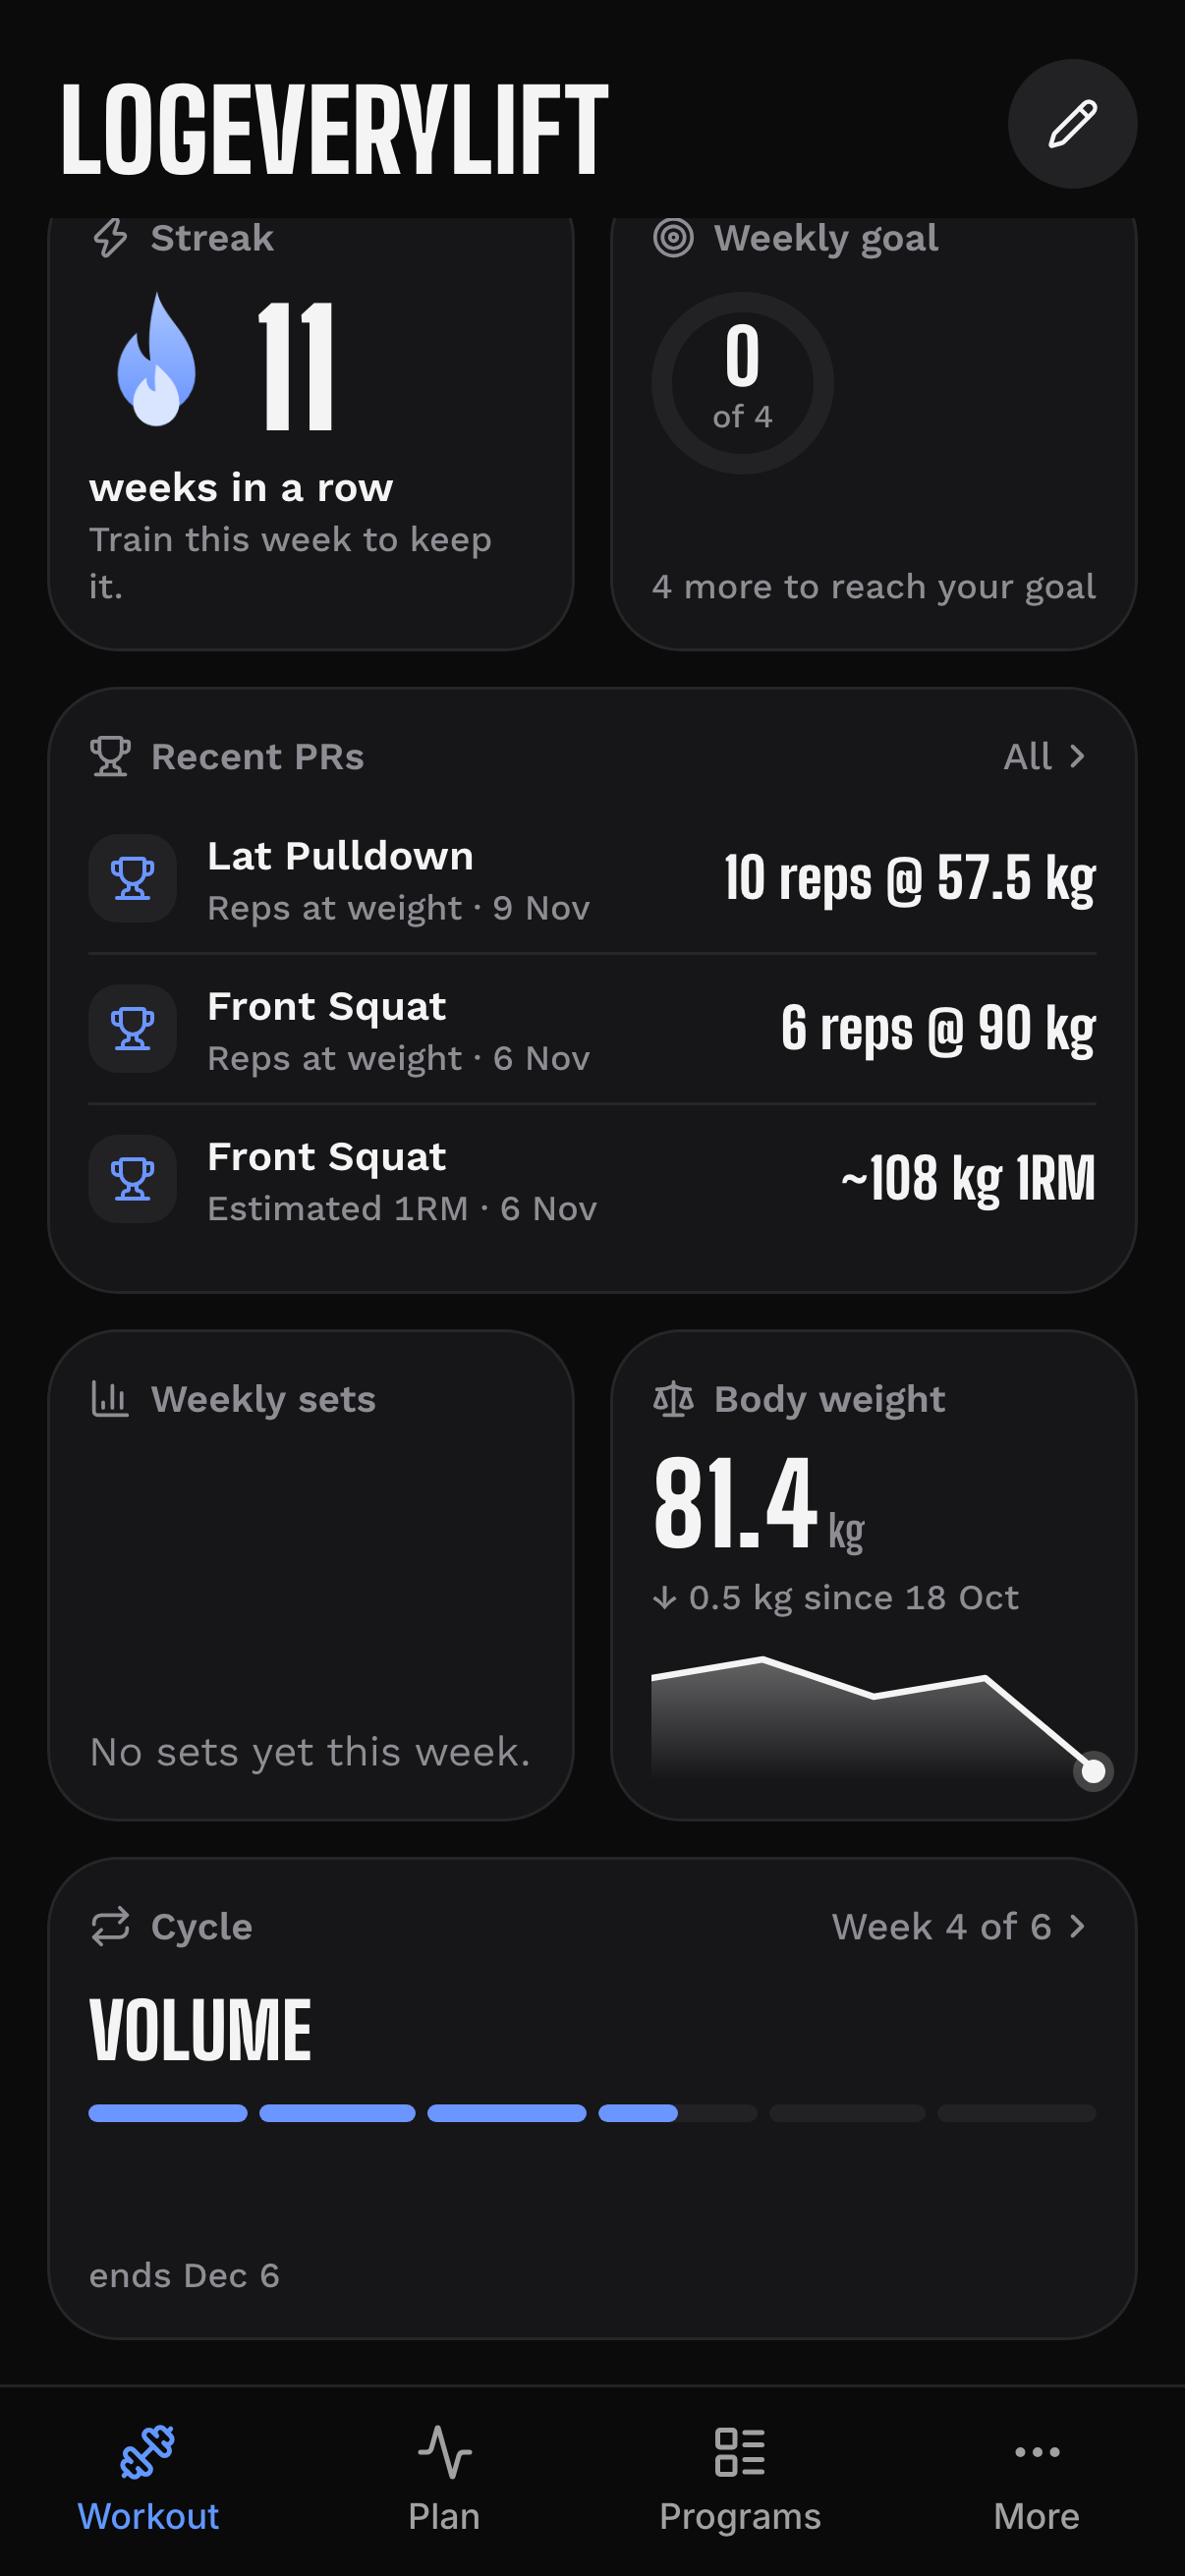 LOGEVERYLIFT
Streak
11
weeks in a row
Train this week to keep
it.
Weekly goal
0
of 4
4 more to reach your goal
Recent PRs
All
Lat Pulldown
Reps at weight · 9 Nov
10 reps @ 57.5 kg
Front Squat
Reps at weight · 6 Nov
6 reps @ 90 kg
Front Squat
Estimated 1RM · 6 Nov
~108 kg 1RM
Weekly sets
No sets yet this week.
Body weight
81.4 kg
↓ 0.5 kg since 18 Oct
Cycle
Week 4 of 6
VOLUME
ends Dec 6
Workout
Plan
Programs
More